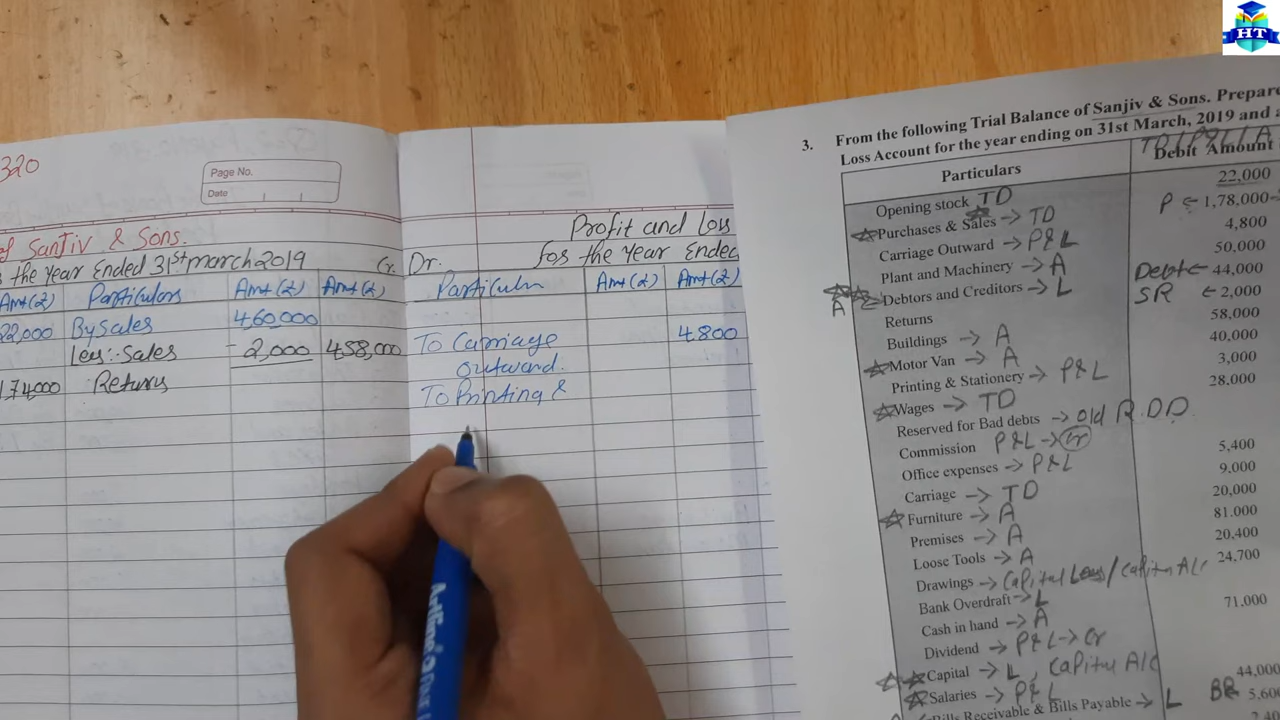 HT
320
Page No.
Date
of Sanjiv & Sons.
the Year Ended 31st march 2019 Cr.
Amt(₹) Particulars Amt(₹) Amt(₹)
22,000 By Sales 460,000
Less:- Sales - 2,000 458,000
174000 Returns
Profit and Loss
Dr. for the Year Ended
Particulars Amt(₹) Amt(₹)
To Carriage 4800
outward.
To Printing &
3. From the following Trial Balance of Sanjiv & Sons. Prepare
Loss Account for the year ending on 31st March, 2019 and a
Particulars Debit Amount
Opening stock TD 22,000
Purchases & Sales → TD P ← 1,78,000
Carriage Outward → P&L 4,800
Plant and Machinery → A 50,000
Debtors and Creditors → L Debt ← 44,000
A Returns SR ← 2,000
Buildings → A 58,000
Motor Van → A 40,000
Printing & Stationery → P&L 3,000
Wages → TD 28.000
Reserved for Bad debts → old R.D.D.
Commission P&L → Cr
Office expenses → P&L 5,400
Carriage → TD 9.000
Furniture → A 20,000
Premises → A 81.000
Loose Tools → A 20,400
Drawings → Capital Less / Capital A/c 24,700
Bank Overdraft → L
Cash in hand → A 71.000
Dividend → P&L → Cr
Capital → L, Capital A/c
Salaries → P&L 44,000
Bills Receivable & Bills Payable → L BR 5,600